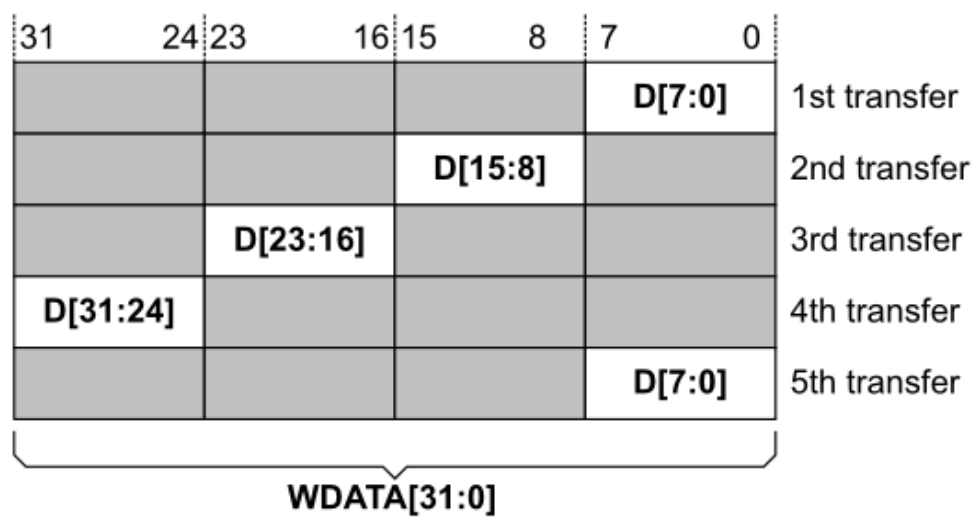 31 24 23 16 15 8 7 0
D[7:0] 1st transfer
D[15:8] 2nd transfer
D[23:16] 3rd transfer
D[31:24] 4th transfer
D[7:0] 5th transfer
WDATA[31:0]